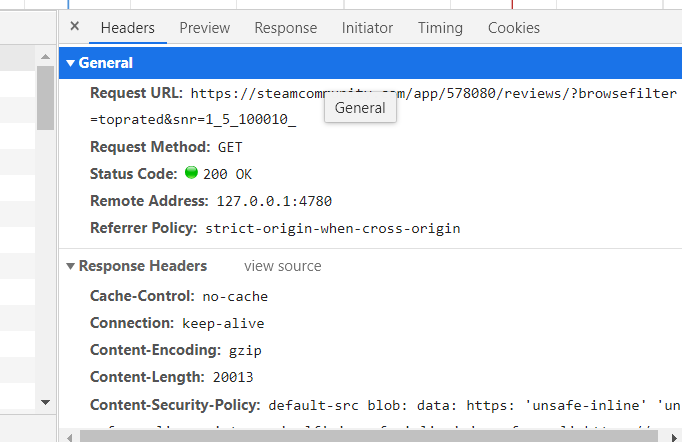 × Headers Preview Response Initiator Timing Cookies
▼ General
Request URL: https://steamcommunity.com/app/578080/reviews/?browsefilter
=toprated&snr=1_5_100010_
General
Request Method: GET
Status Code: 200 OK
Remote Address: 127.0.0.1:4780
Referrer Policy: strict-origin-when-cross-origin
▼ Response Headers view source
Cache-Control: no-cache
Connection: keep-alive
Content-Encoding: gzip
Content-Length: 20013
Content-Security-Policy: default-src blob: data: https: 'unsafe-inline' 'un